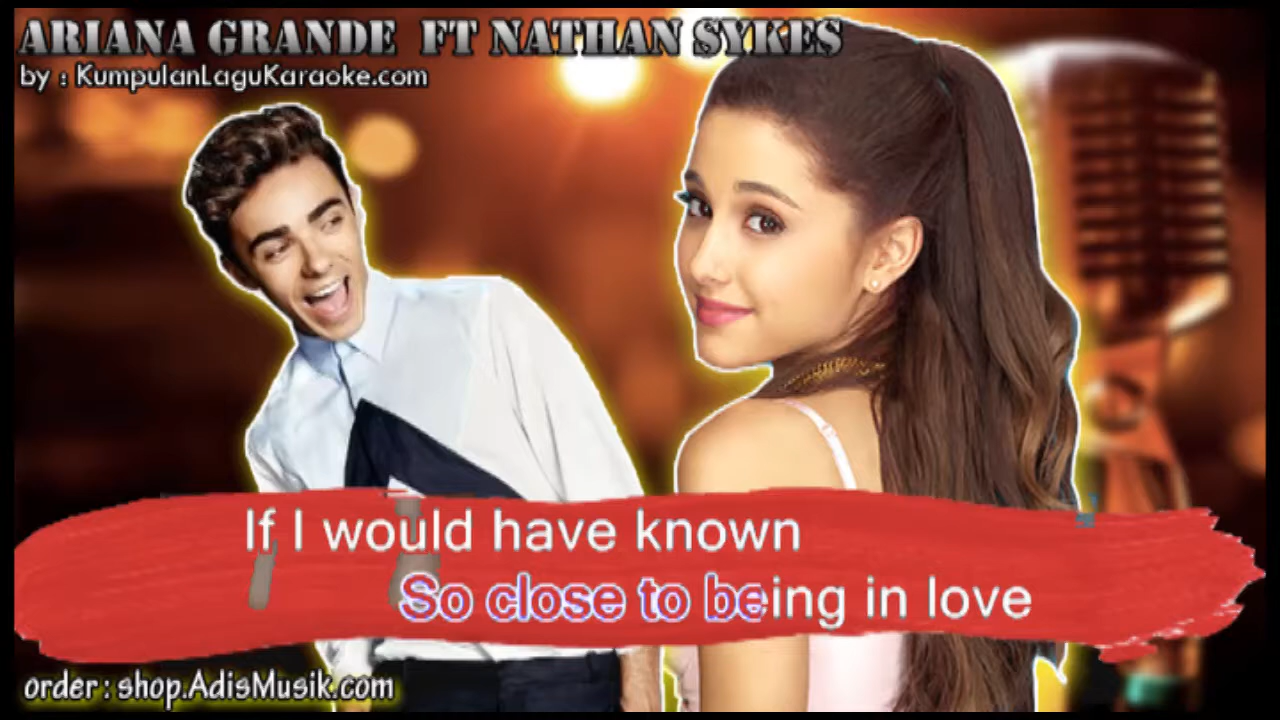 ARIANA GRANDE FT NATHAN SYKES
by : KumpulanLaguKaraoke.com
If I would have known
So close to being in love
order : shop.AdisMusik.com